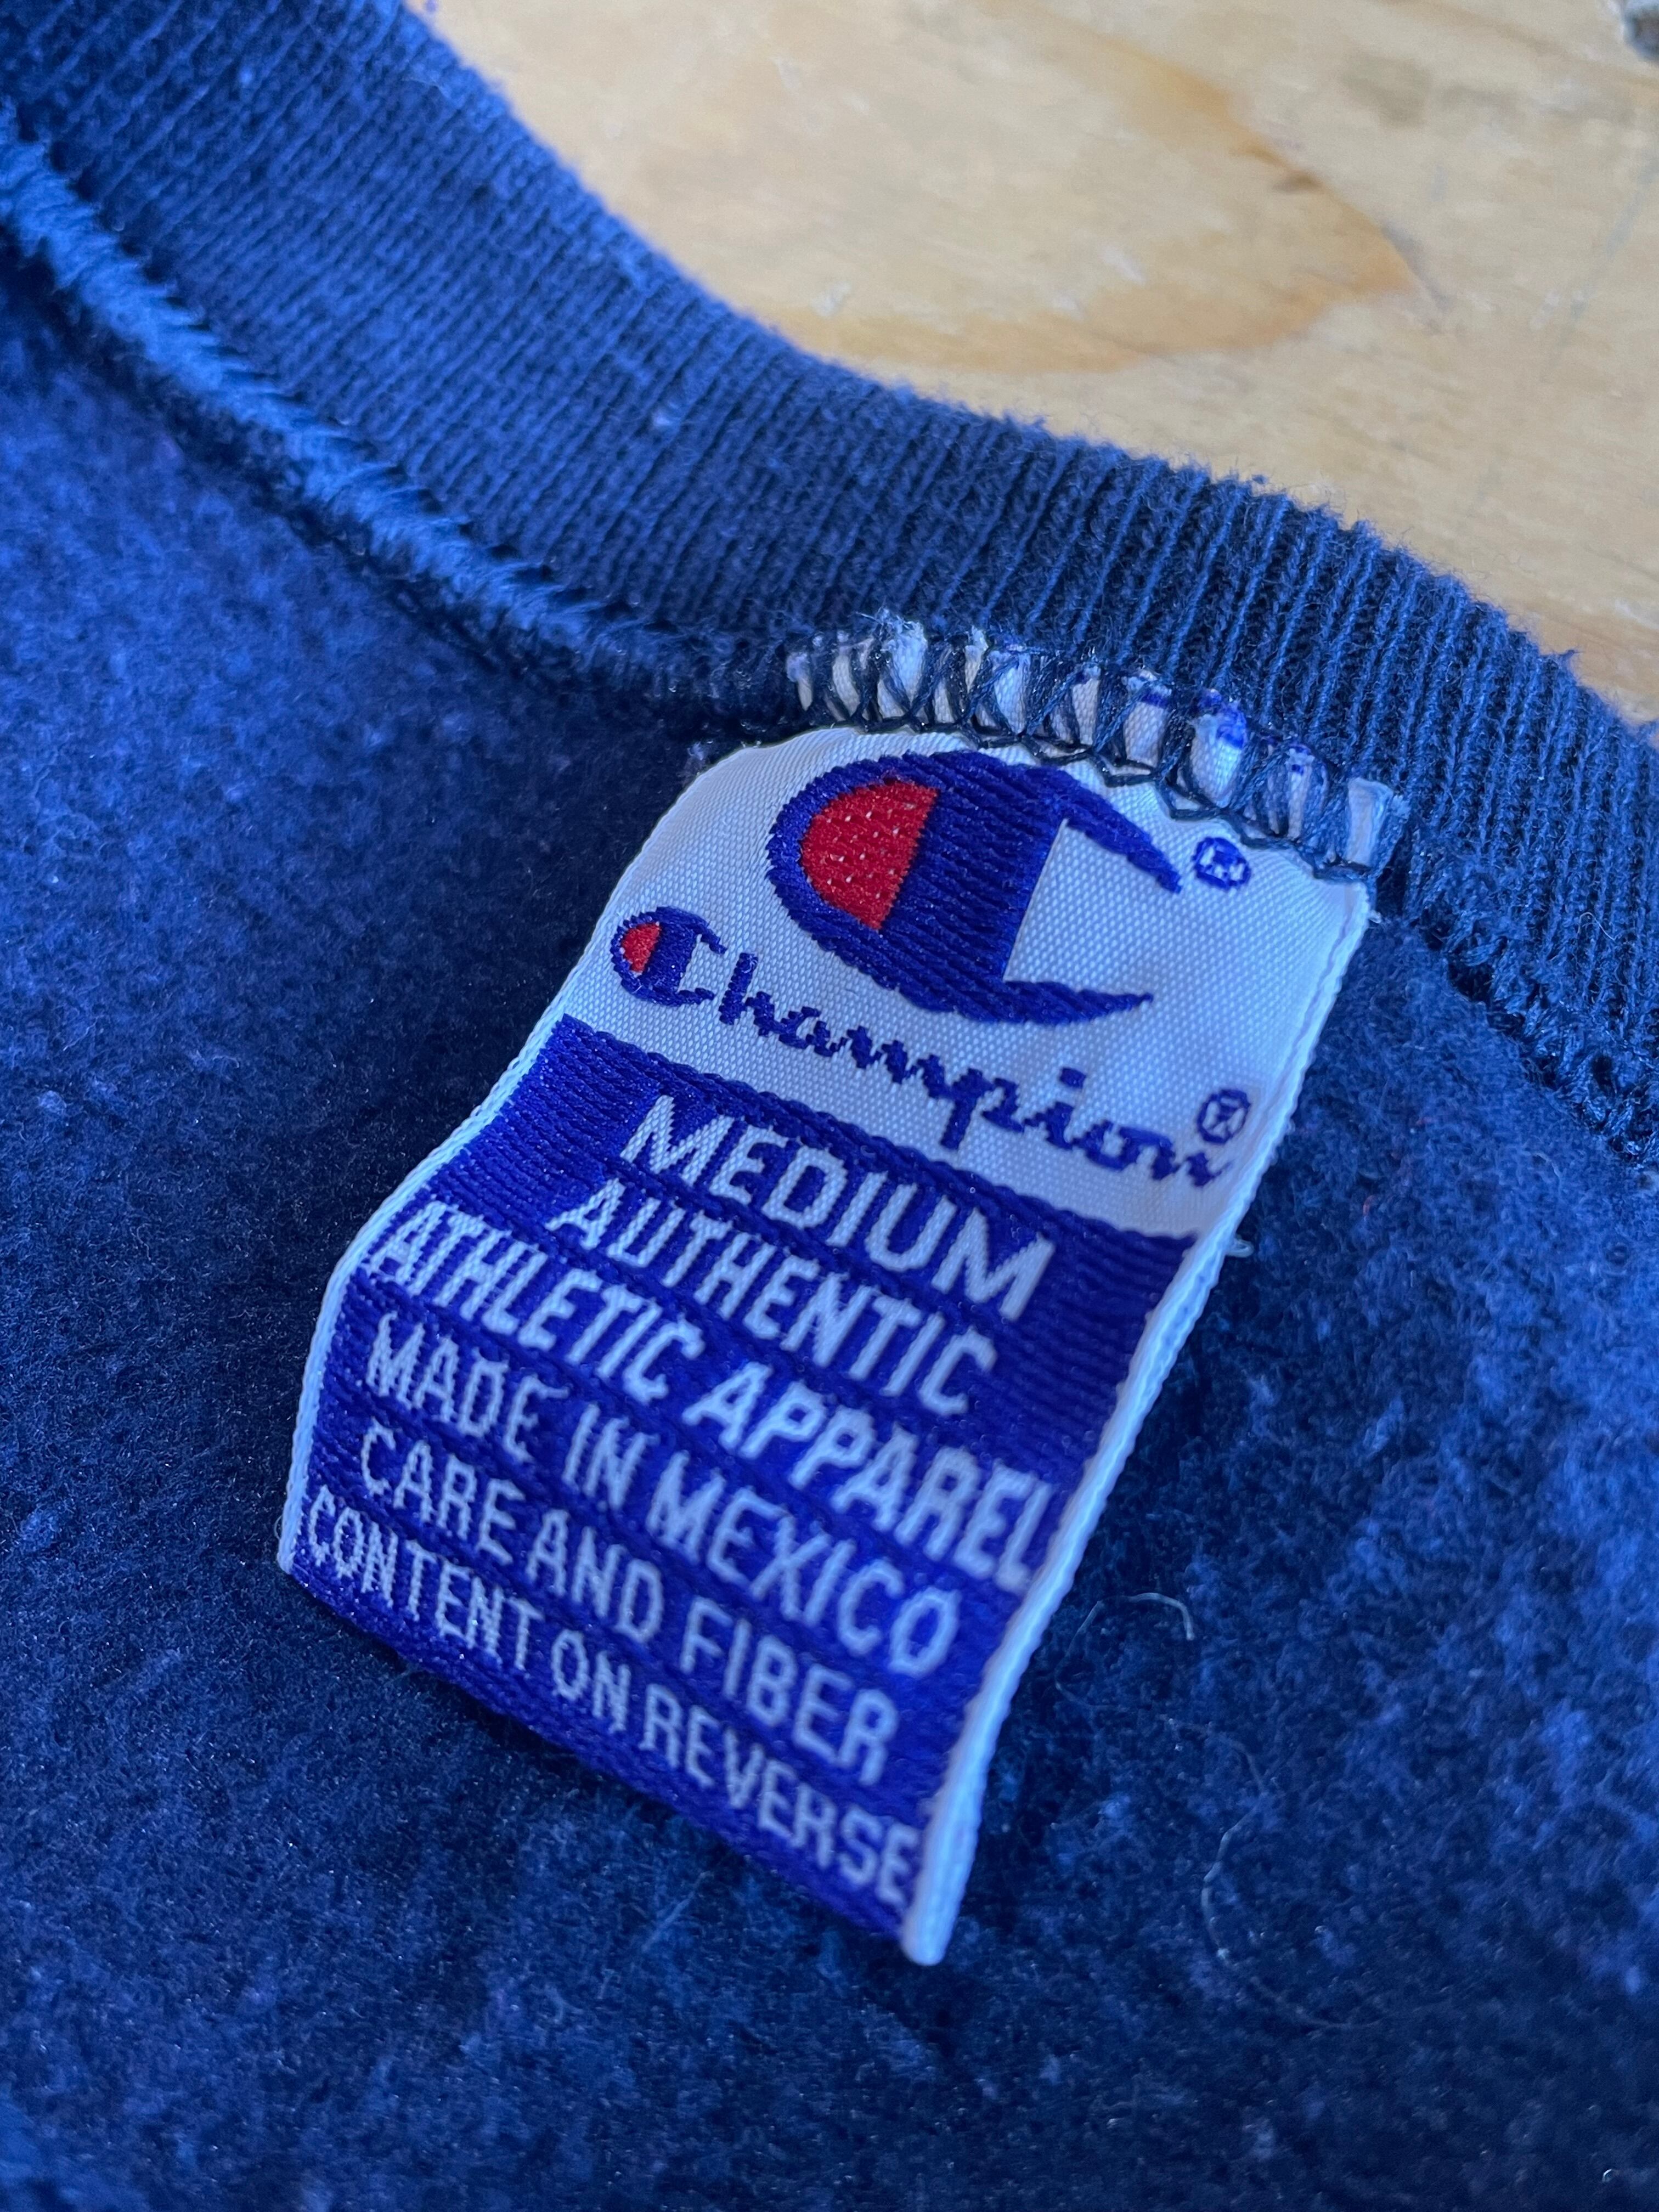 ®
Champion®
MEDIUM
AUTHENTIC
ATHLETIC APPAREL
MADE IN MEXICO
CARE AND FIBER
CONTENT ON REVERSE